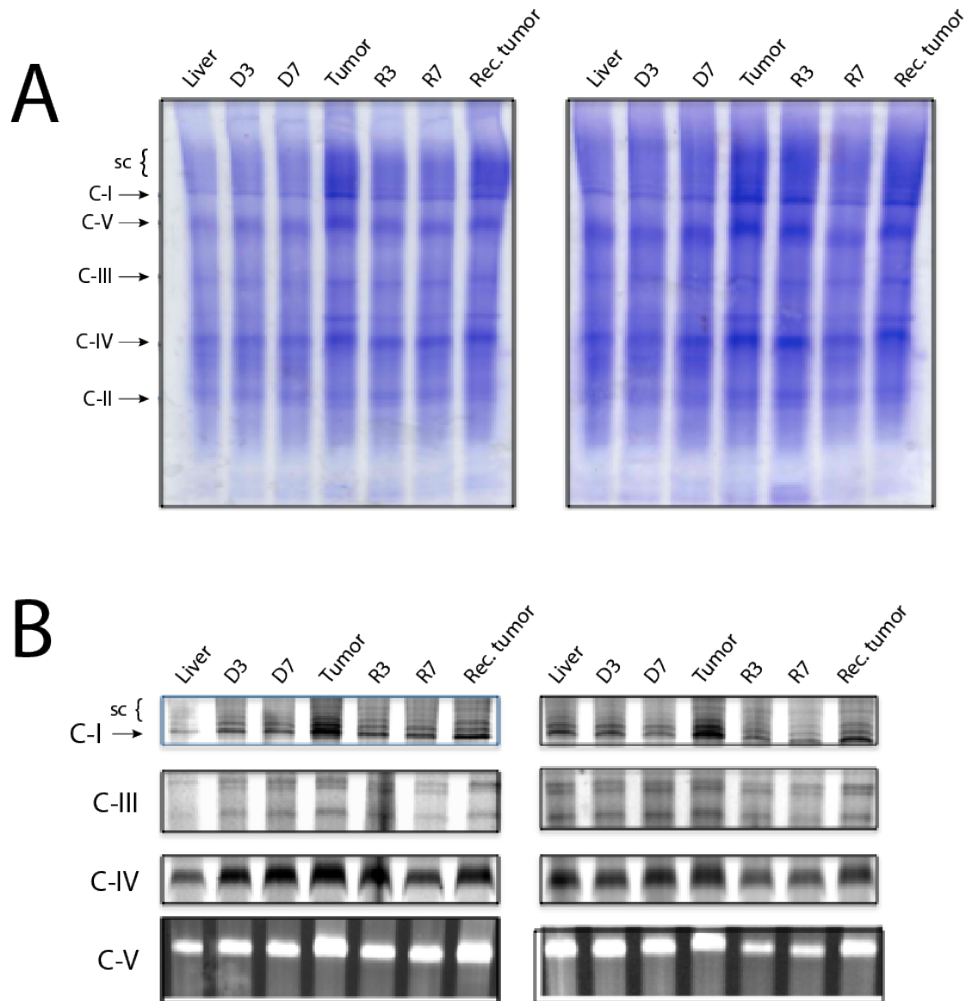 A
Liver D3 D7 Tumor R3 R7 Rec. tumor
Liver D3 D7 Tumor R3 R7 Rec. tumor
sc {
C-I
C-V
C-III
C-IV
C-II
B
Liver D3 D7 Tumor R3 R7 Rec. tumor
Liver D3 D7 Tumor R3 R7 Rec. tumor
sc {
C-I
C-III
C-IV
C-V